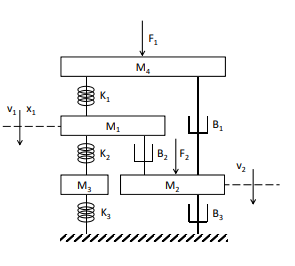 F₁
M₄
K₁
v₁ x₁
M₁
B₁
K₂
B₂ F₂
v₂
M₃
M₂
K₃
B₃